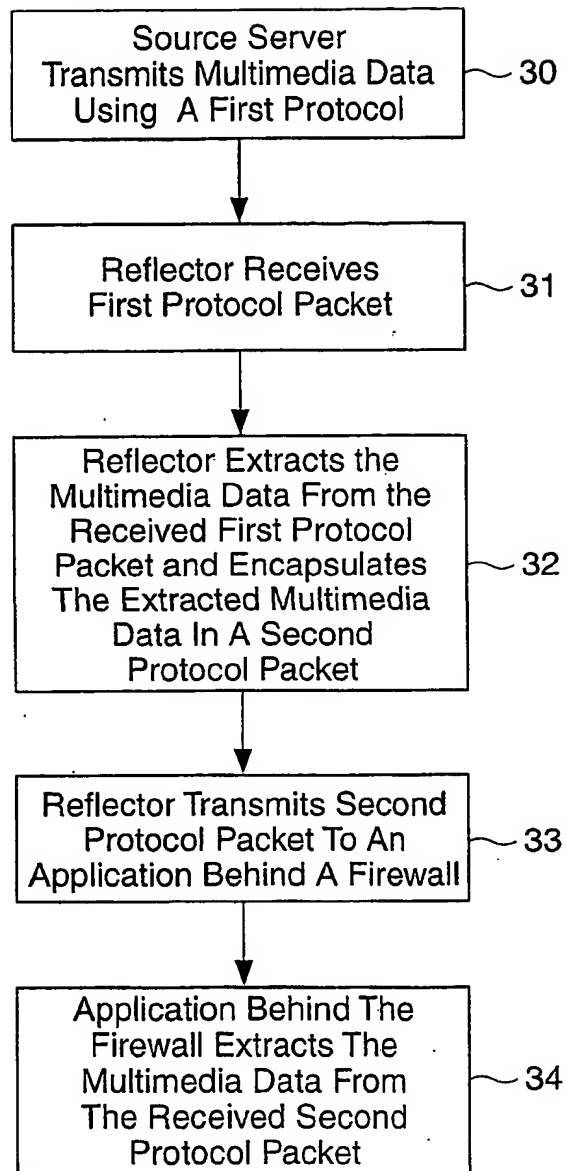 Source Server
Transmits Multimedia Data
Using A First Protocol
30
Reflector Receives
First Protocol Packet
31
Reflector Extracts the
Multimedia Data From the
Received First Protocol
Packet and Encapsulates
The Extracted Multimedia
Data In A Second
Protocol Packet
32
Reflector Transmits Second
Protocol Packet To An
Application Behind A Firewall
33
Application Behind The
Firewall Extracts The
Multimedia Data From
The Received Second
Protocol Packet
34